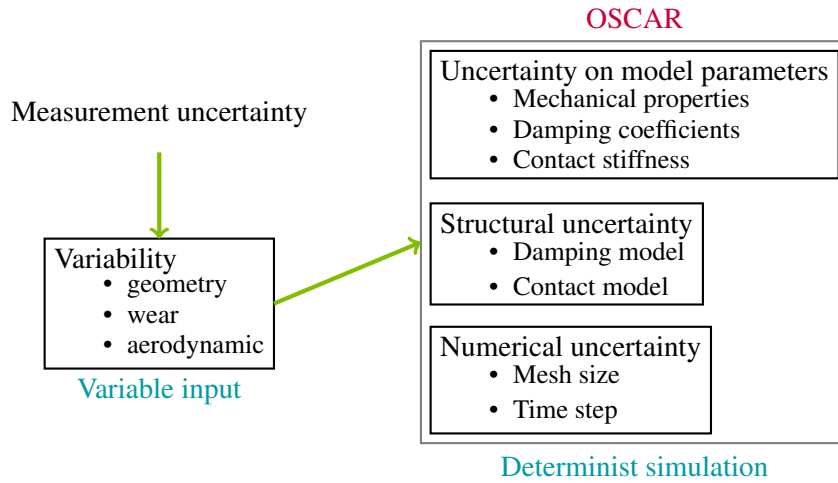 OSCAR
Measurement uncertainty
Variability
• geometry
• wear
• aerodynamic
Variable input
Uncertainty on model parameters
• Mechanical properties
• Damping coefficients
• Contact stiffness
Structural uncertainty
• Damping model
• Contact model
Numerical uncertainty
• Mesh size
• Time step
Determinist simulation